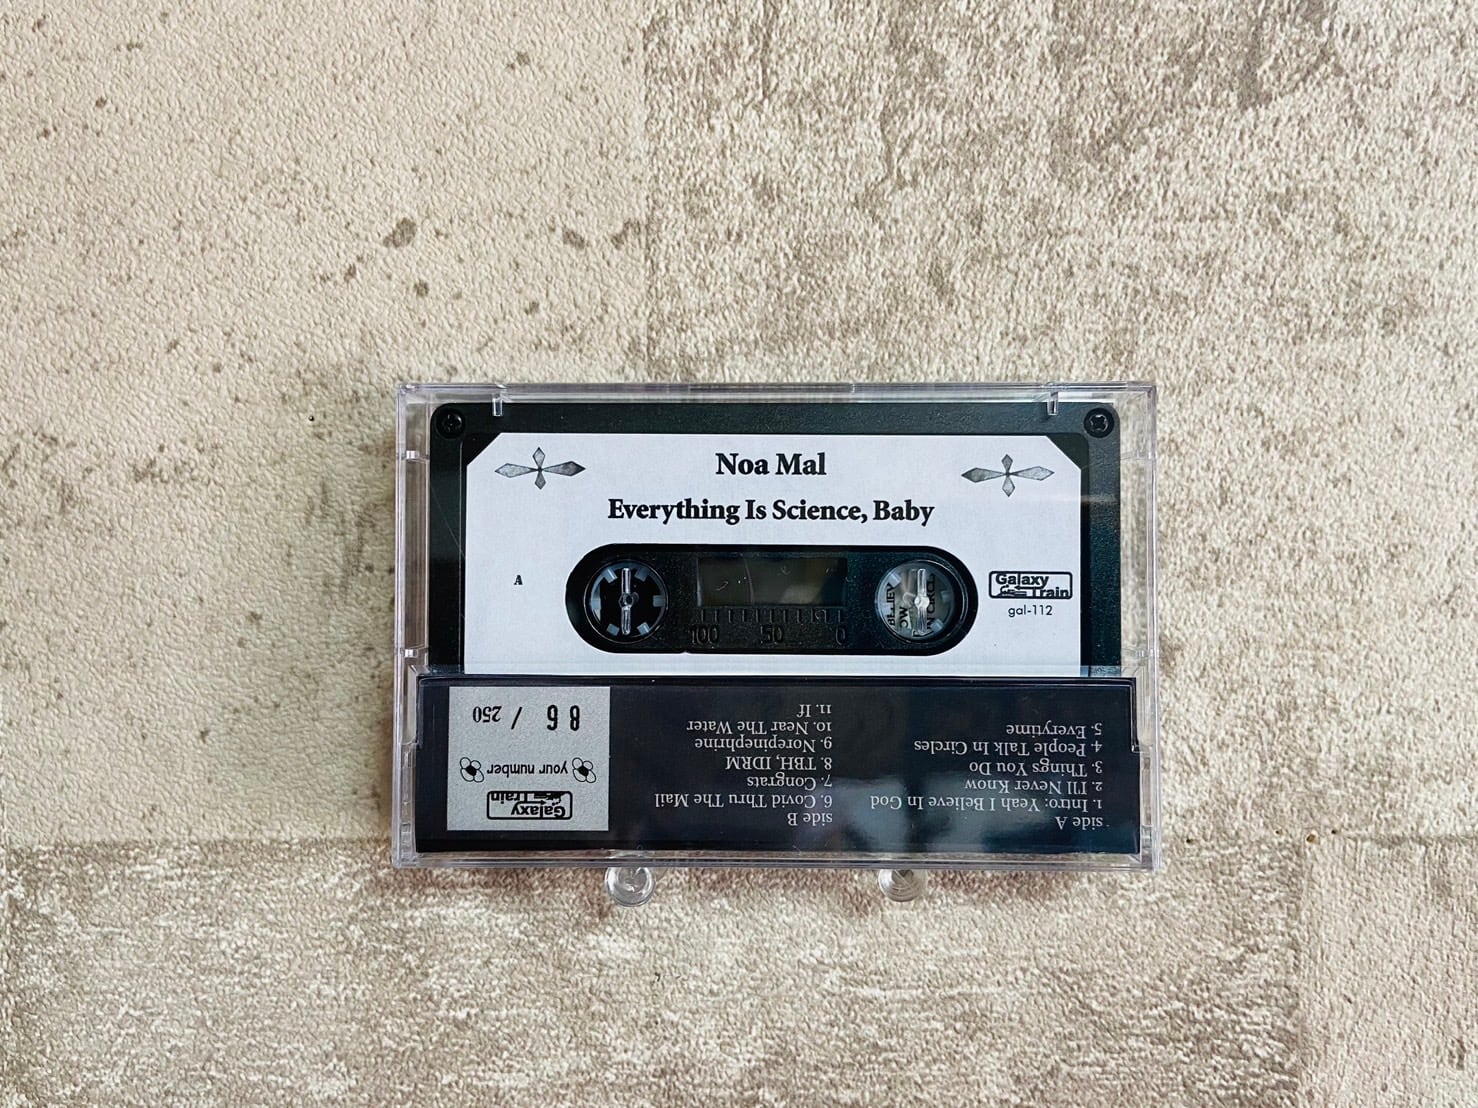 Noa Mal
Everything Is Science, Baby
A
Galaxy
Train
gal-112
100 50 0
side A
1. Intro: Yeah I Believe In God
2. I'll Never Know
3. Things You Do
4. People Talk In Circles
5. Everytime
side B
6. Covid Thru The Mail
7. Congrats
8. TBH, IDRM
9. Norepinephrine
10. Near The Water
11. If
Galaxy
Train
your number
86 / 250